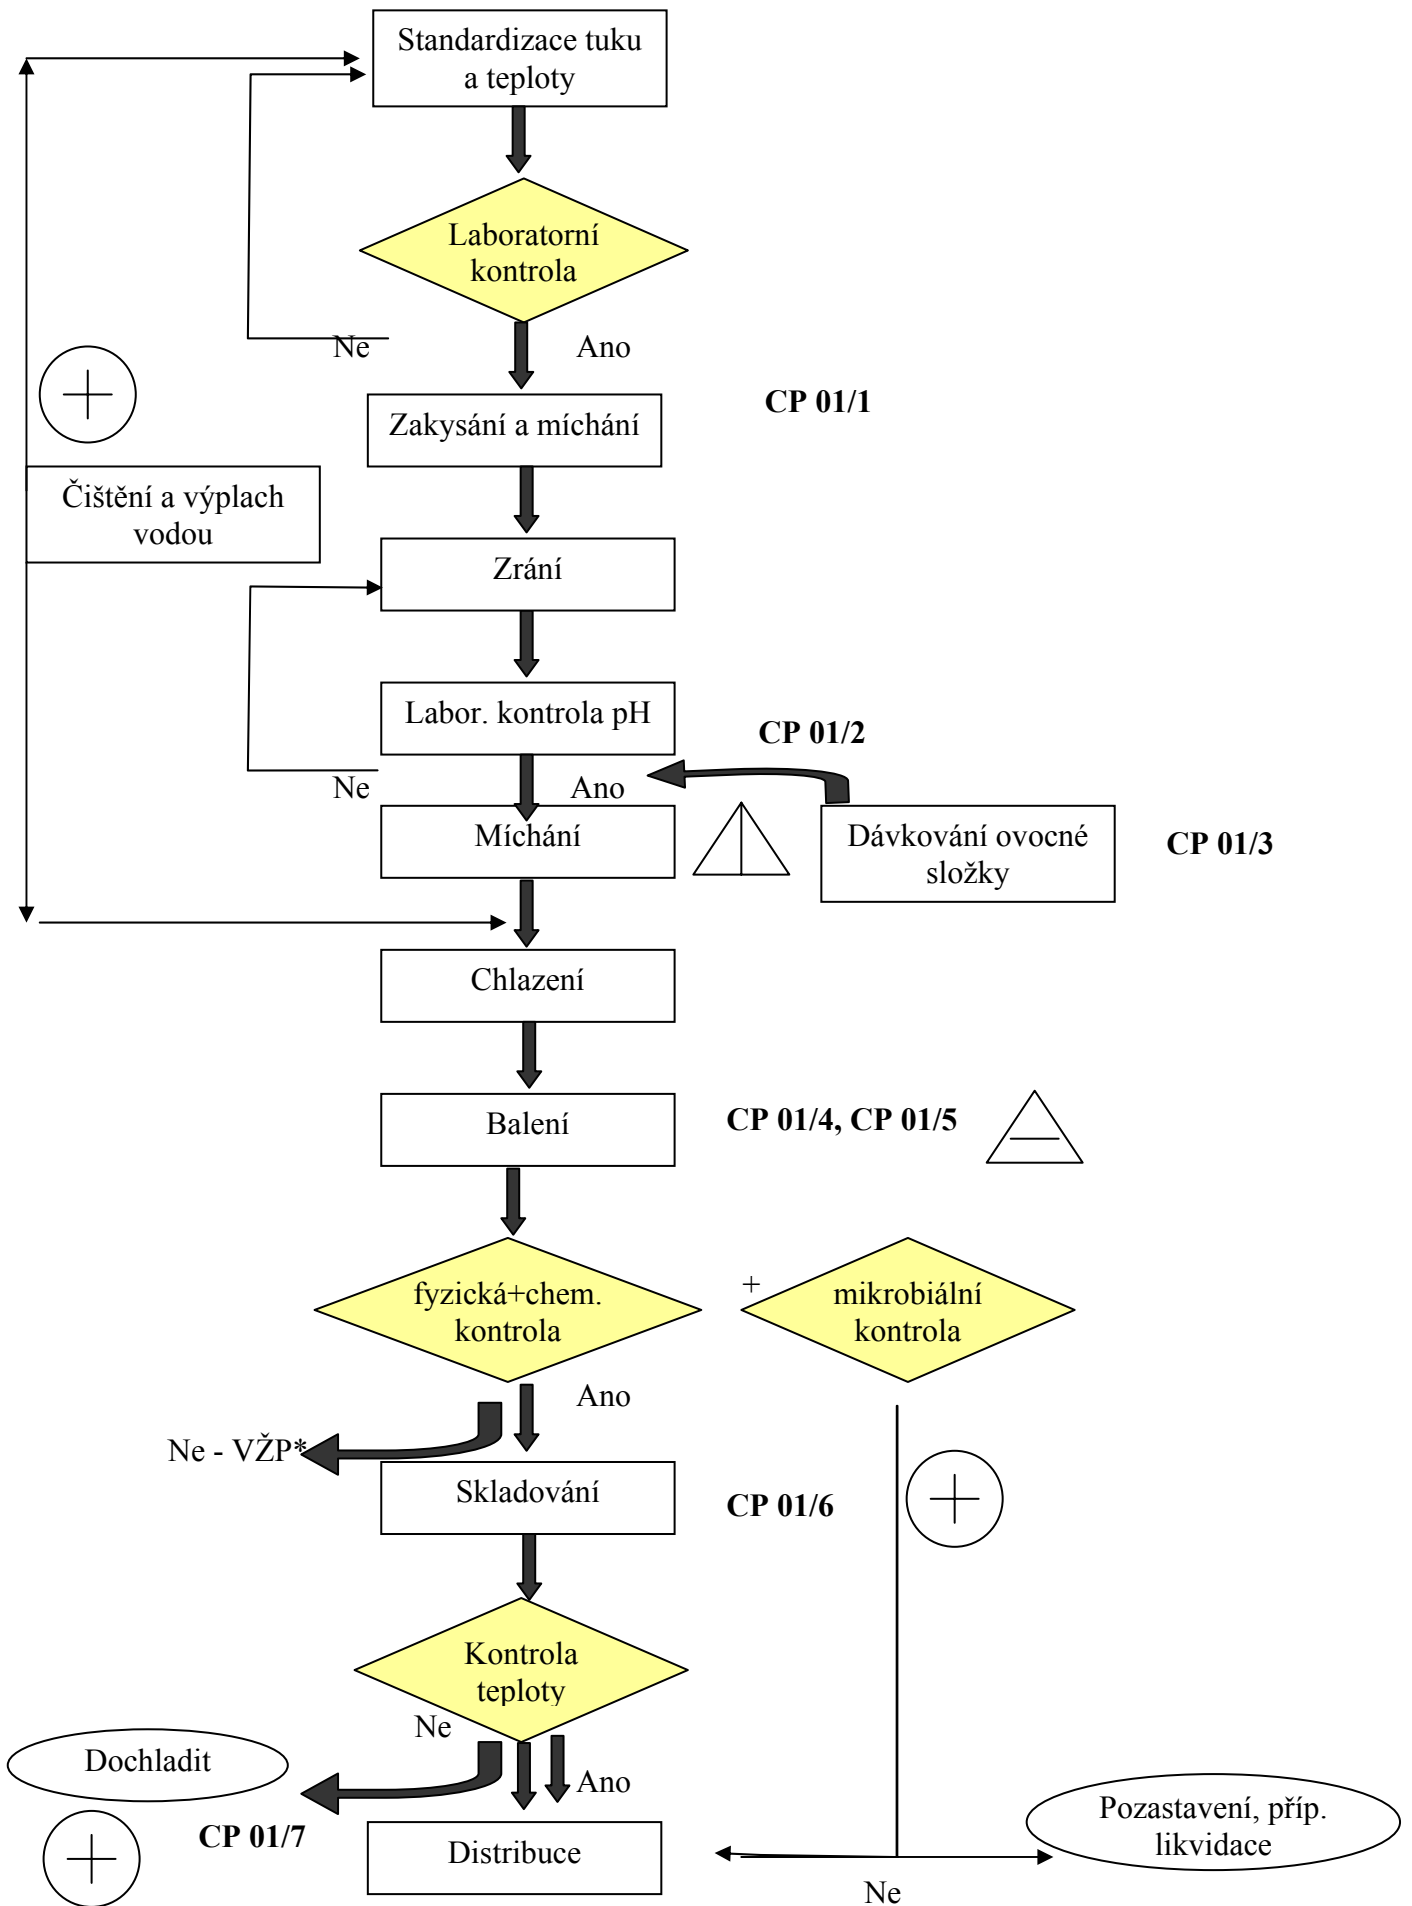 Standardizace tuku
a teploty
Laboratorní
kontrola
Ne
Ano
CP 01/1
Zakysání a míchání
Čištění a výplach
vodou
Zrání
Labor. kontrola pH
CP 01/2
Ne
Ano
Míchání
Dávkování ovocné
složky
CP 01/3
Chlazení
Balení
CP 01/4, CP 01/5
fyzická+chem.
kontrola
+
mikrobiální
kontrola
Ano
Ne - VŽP*
Skladování
CP 01/6
Kontrola
teploty
Ne
Dochladit
Ano
CP 01/7
Distribuce
Pozastavení, příp.
likvidace
Ne